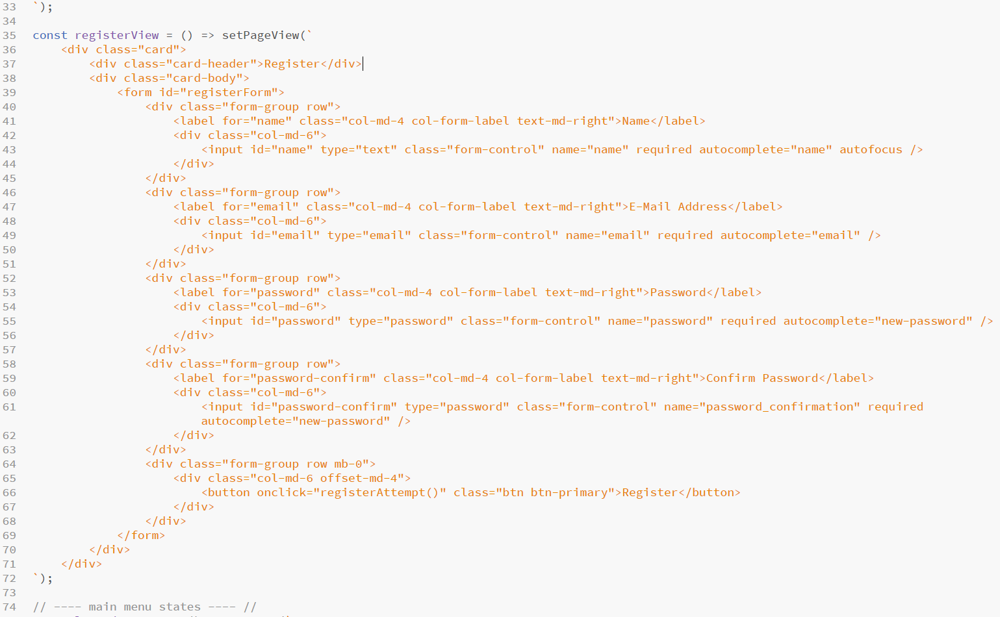 33 `);
34
35 const registerView = () => setPageView(`
36     <div class="card">
37         <div class="card-header">Register</div>
38         <div class="card-body">
39             <form id="registerForm">
40                 <div class="form-group row">
41                     <label for="name" class="col-md-4 col-form-label text-md-right">Name</label>
42                     <div class="col-md-6">
43                         <input id="name" type="text" class="form-control" name="name" required autocomplete="name" autofocus />
44                     </div>
45                 </div>
46                 <div class="form-group row">
47                     <label for="email" class="col-md-4 col-form-label text-md-right">E-Mail Address</label>
48                     <div class="col-md-6">
49                         <input id="email" type="email" class="form-control" name="email" required autocomplete="email" />
50                     </div>
51                 </div>
52                 <div class="form-group row">
53                     <label for="password" class="col-md-4 col-form-label text-md-right">Password</label>
54                     <div class="col-md-6">
55                         <input id="password" type="password" class="form-control" name="password" required autocomplete="new-password" />
56                     </div>
57                 </div>
58                 <div class="form-group row">
59                     <label for="password-confirm" class="col-md-4 col-form-label text-md-right">Confirm Password</label>
60                     <div class="col-md-6">
61                         <input id="password-confirm" type="password" class="form-control" name="password_confirmation" required
                        autocomplete="new-password" />
62                     </div>
63                 </div>
64                 <div class="form-group row mb-0">
65                     <div class="col-md-6 offset-md-4">
66                         <button onclick="registerAttempt()" class="btn btn-primary">Register</button>
67                     </div>
68                 </div>
69             </form>
70         </div>
71     </div>
72 `);
73
74 // ---- main menu states ---- //